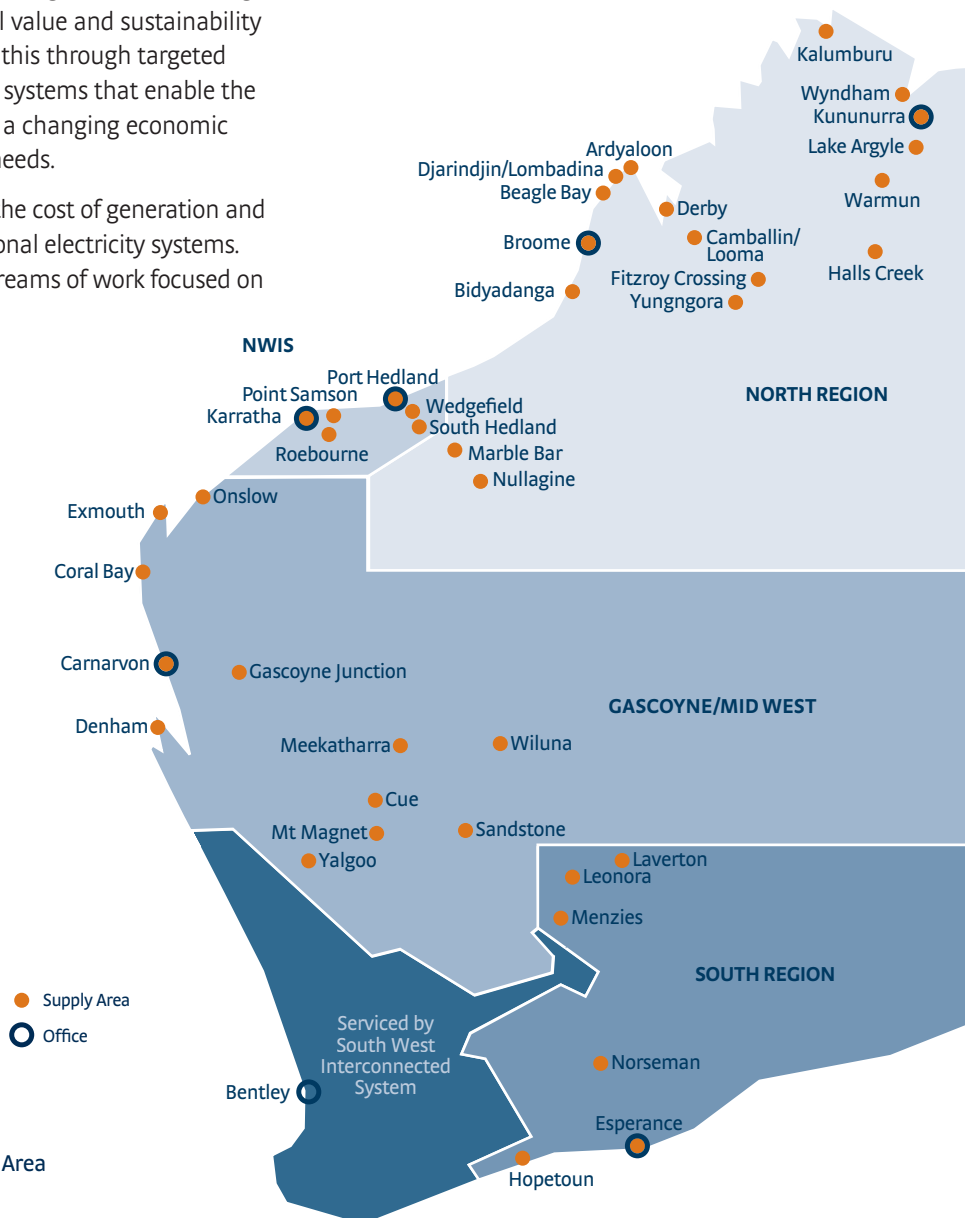 l value and sustainability
this through targeted
systems that enable the
a changing economic
needs.
the cost of generation and
onal electricity systems.
reams of work focused on
Kalumburu
Wyndham
Kununurra
Lake Argyle
Warmun
Halls Creek
Ardyaloon
Djarindjin/Lombadina
Beagle Bay
Derby
Broome
Camballin/
Looma
Fitzroy Crossing
Yungngora
Bidyadanga
NWIS
NORTH REGION
Port Hedland
Point Samson
Karratha
Wedgefield
South Hedland
Roebourne
Marble Bar
Nullagine
Onslow
Exmouth
Coral Bay
Carnarvon
Gascoyne Junction
GASCOYNE/MID WEST
Denham
Meekatharra
Wiluna
Cue
Mt Magnet
Sandstone
Yalgoo
Laverton
Leonora
Menzies
SOUTH REGION
Supply Area
Office
Serviced by
South West
Interconnected
System
Bentley
Norseman
Esperance
Hopetoun
Area